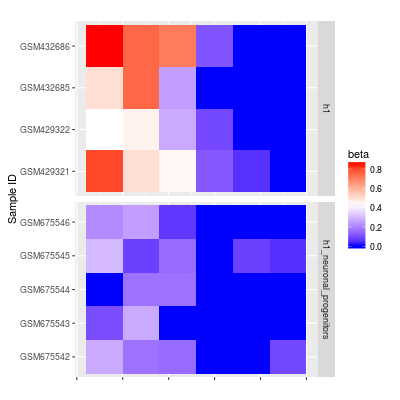 GSM432686
GSM432685
GSM429322
GSM429321
h1
GSM675546
GSM675545
GSM675544
GSM675543
GSM675542
h1_neuronal_progenitors
Sample ID
beta
0.8
0.6
0.4
0.2
0.0